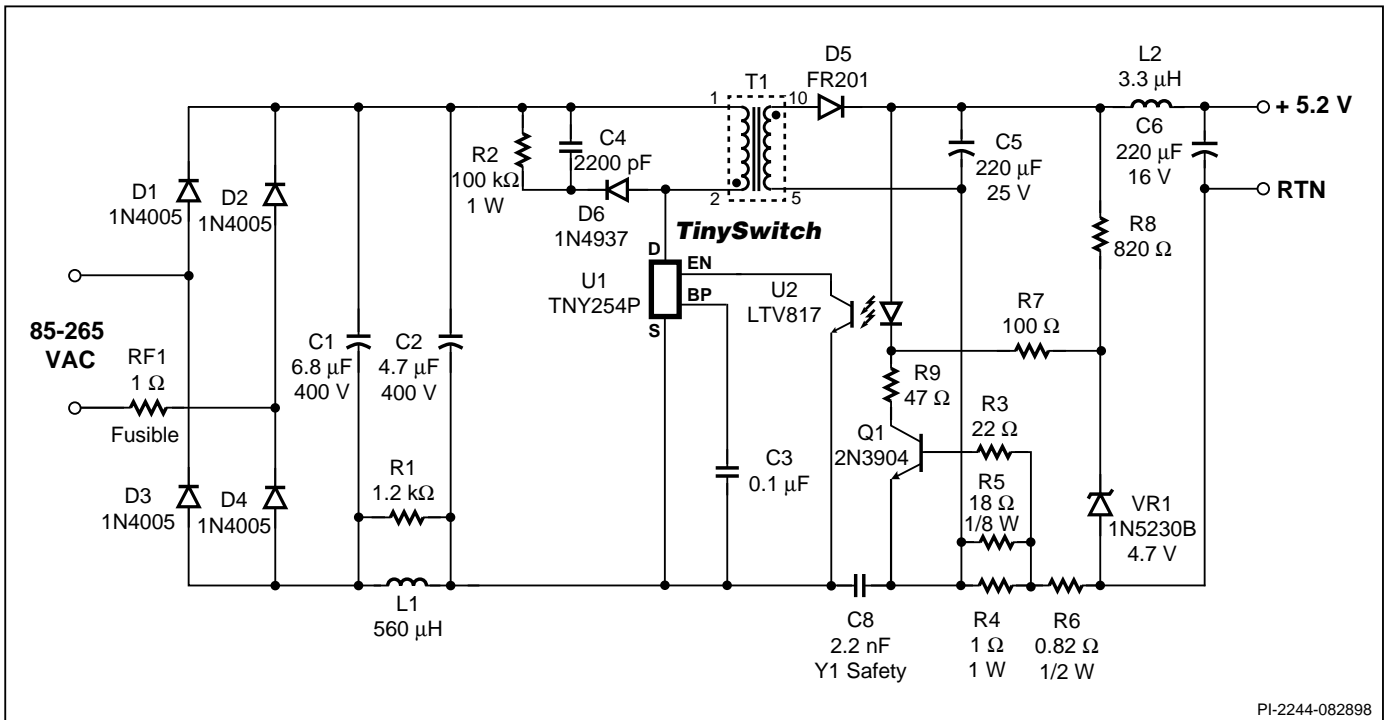 D5
FR201
L2
3.3 µH
T1
1
10
+ 5.2 V
C4
2200 pF
R2
100 kΩ
1 W
C5
220 µF
25 V
C6
220 µF
16 V
D1
1N4005
D2
1N4005
2
5
RTN
D6
1N4937
TinySwitch
R8
820 Ω
D
EN
BP
S
U1
TNY254P
U2
LTV817
R7
100 Ω
85-265
VAC
RF1
1 Ω
Fusible
C1
6.8 µF
400 V
C2
4.7 µF
400 V
R9
47 Ω
R3
22 Ω
Q1
2N3904
C3
0.1 µF
R1
1.2 kΩ
D3
1N4005
D4
1N4005
R5
18 Ω
1/8 W
VR1
1N5230B
4.7 V
L1
560 µH
C8
2.2 nF
Y1 Safety
R4
1 Ω
1 W
R6
0.82 Ω
1/2 W
PI-2244-082898